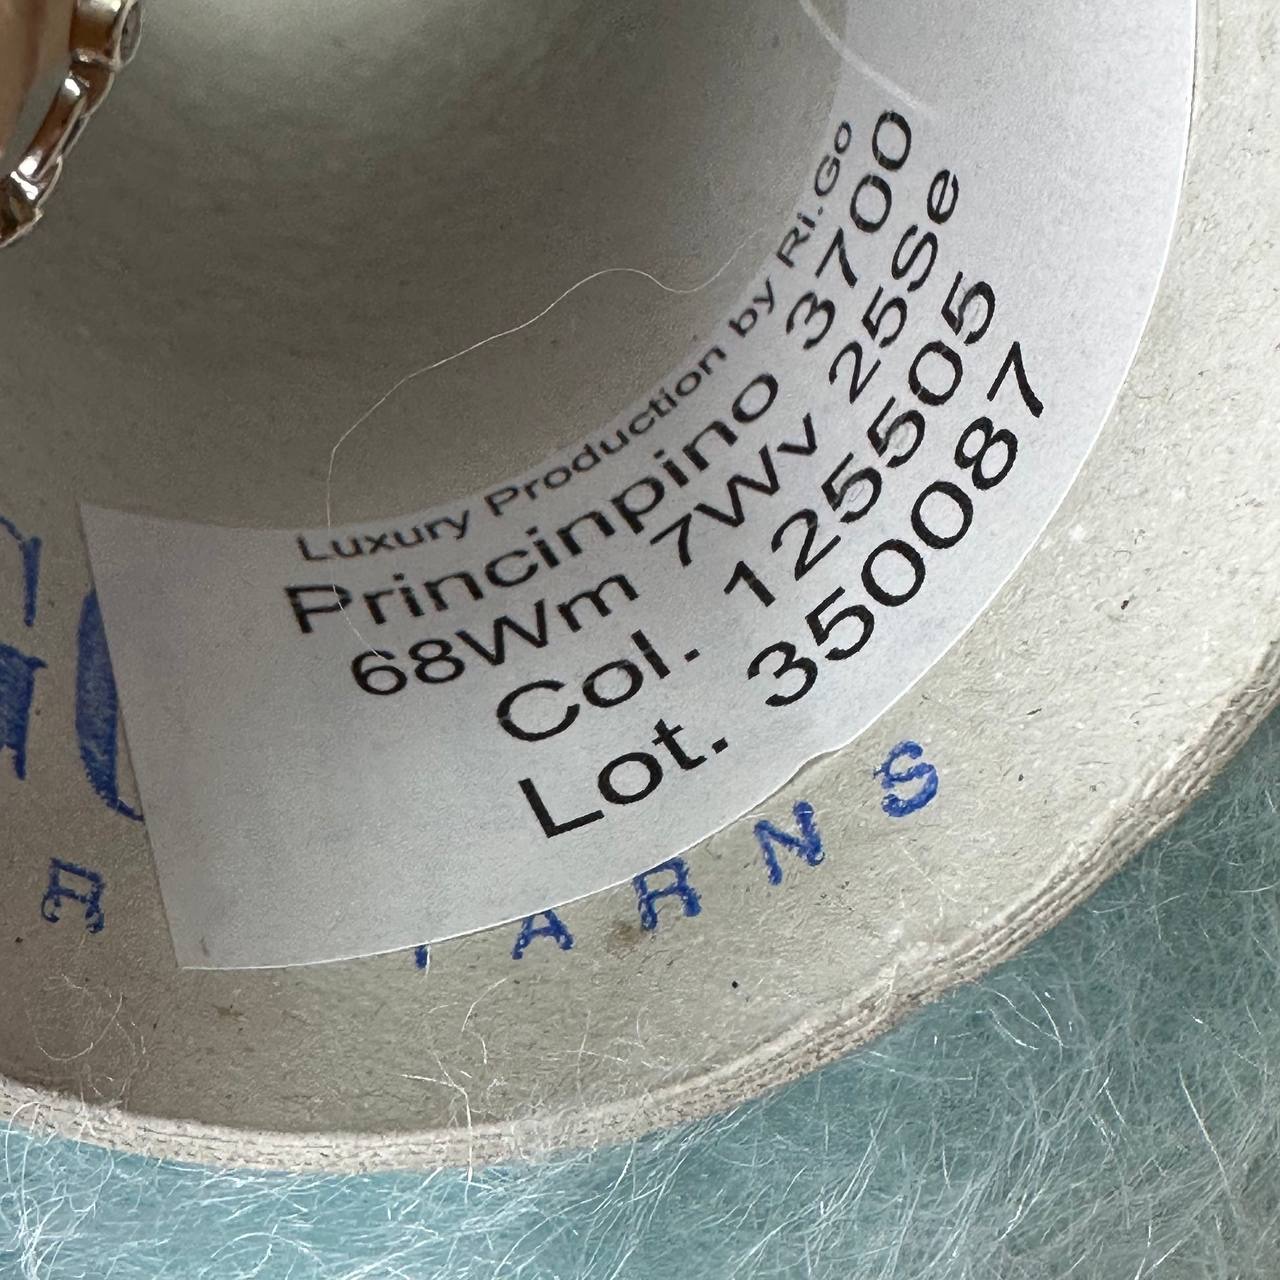 Luxury Production by Ri.Go
Princinpino 3700
68Wm 7Wv 25Se
Col. 125505
Lot. 350087
YARNS